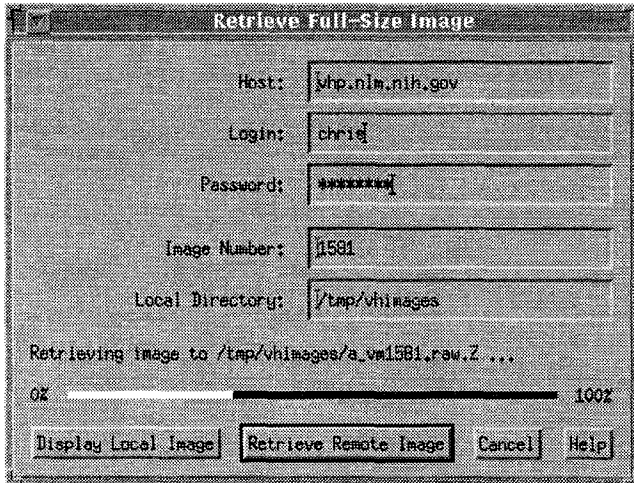 Retrieve Full-Size Image
Host: vhp.nlm.nih.gov
Login: chris
Password: ********
Image Number: 1581
Local Directory: /tmp/vhimages
Retrieving image to /tmp/vhimages/a_vm1581.raw.Z ...
0% 100%
Display Local Image Retrieve Remote Image Cancel Help